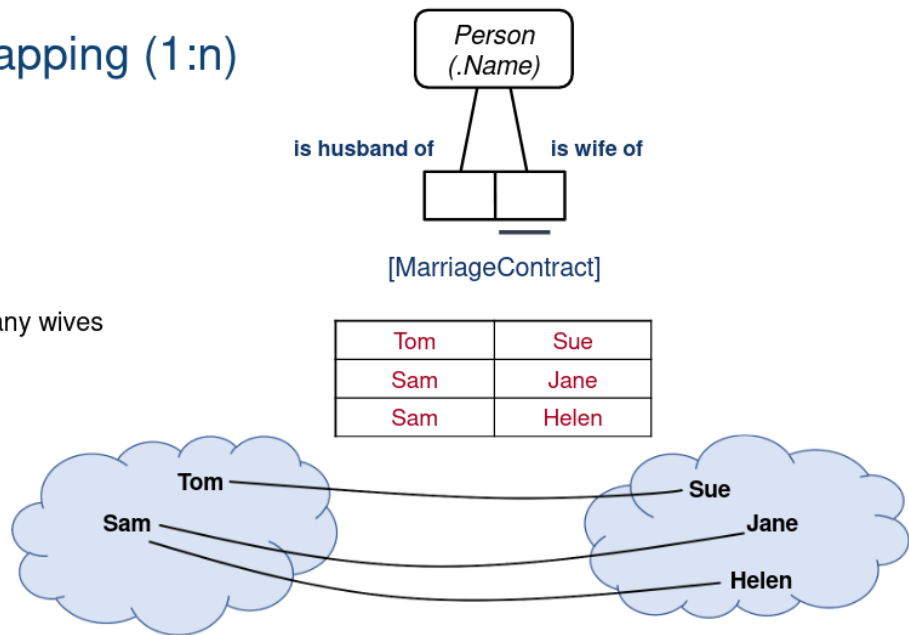 apping (1:n)
Person
(.Name)
is husband of is wife of
[MarriageContract]
any wives
Tom Sue
Sam Jane
Sam Helen
Tom Sue
Sam Jane
Helen